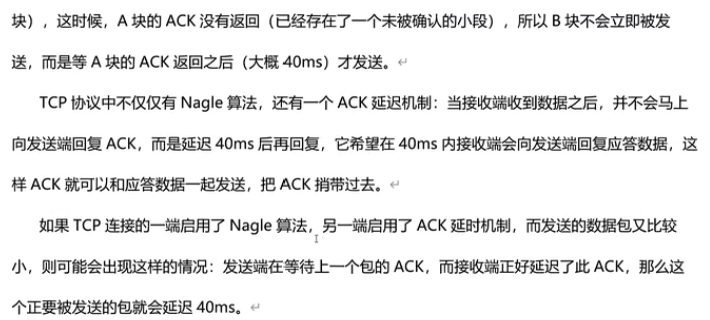 块），这时候，A 块的 ACK 没有返回（已经存在了一个未被确认的小段），所以 B 块不会立即被发
送，而是等 A 块的 ACK 返回之后（大概 40ms）才发送。↵
TCP 协议中不仅仅有 Nagle 算法，还有一个 ACK 延迟机制：当接收端收到数据之后，并不会马上
向发送端回复 ACK，而是延迟 40ms 后再回复，它希望在 40ms 内接收端会向发送端回复应答数据，这
样 ACK 就可以和应答数据一起发送，把 ACK 捎带过去。↵
如果 TCP 连接的一端启用了 Nagle 算法，另一端启用了 ACK 延时机制，而发送的数据包又比较
小，则可能会出现这样的情况：发送端在等待上一个包的 ACK，而接收端正好延迟了此 ACK，那么这
个正要被发送的包就会延迟 40ms。↵